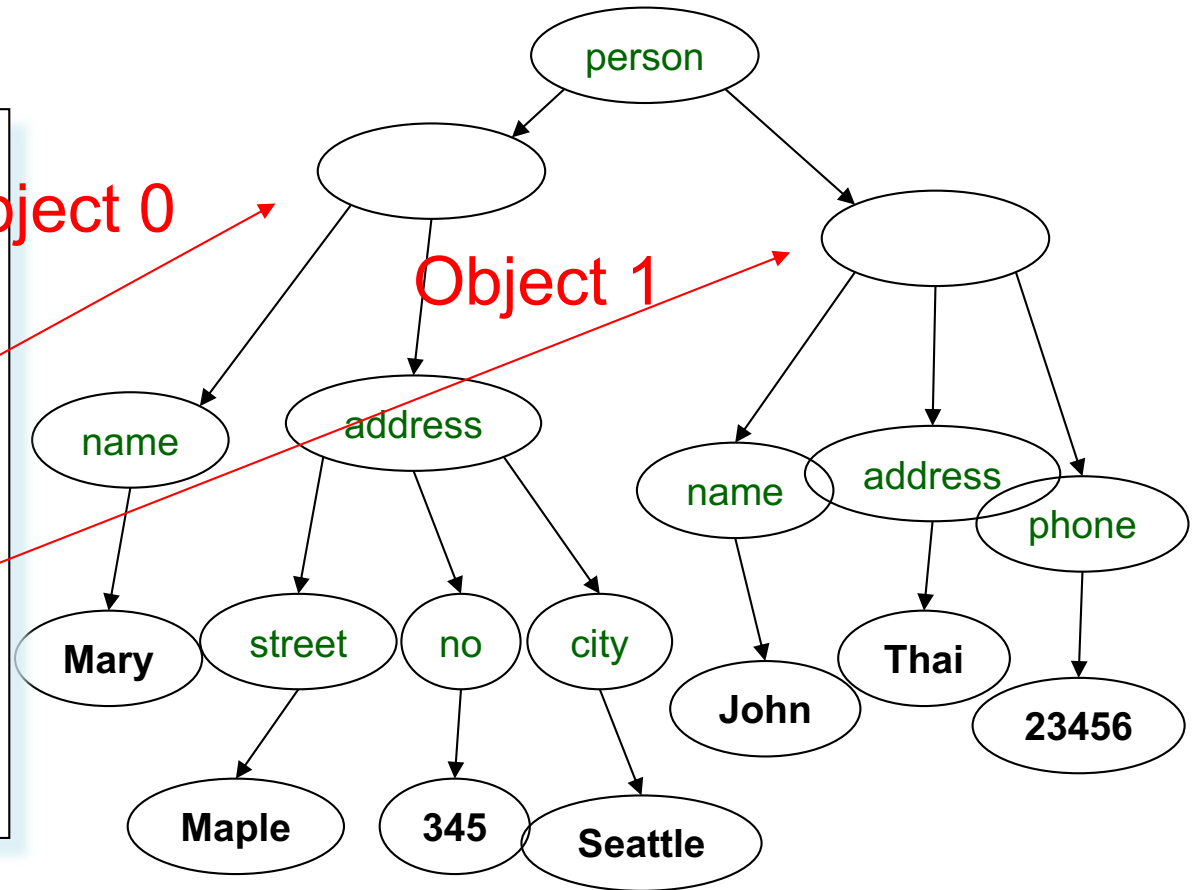 person
bject 0
Object 1
name
address
name
address
phone
Mary
street
no
city
John
Thai
23456
Maple
345
Seattle